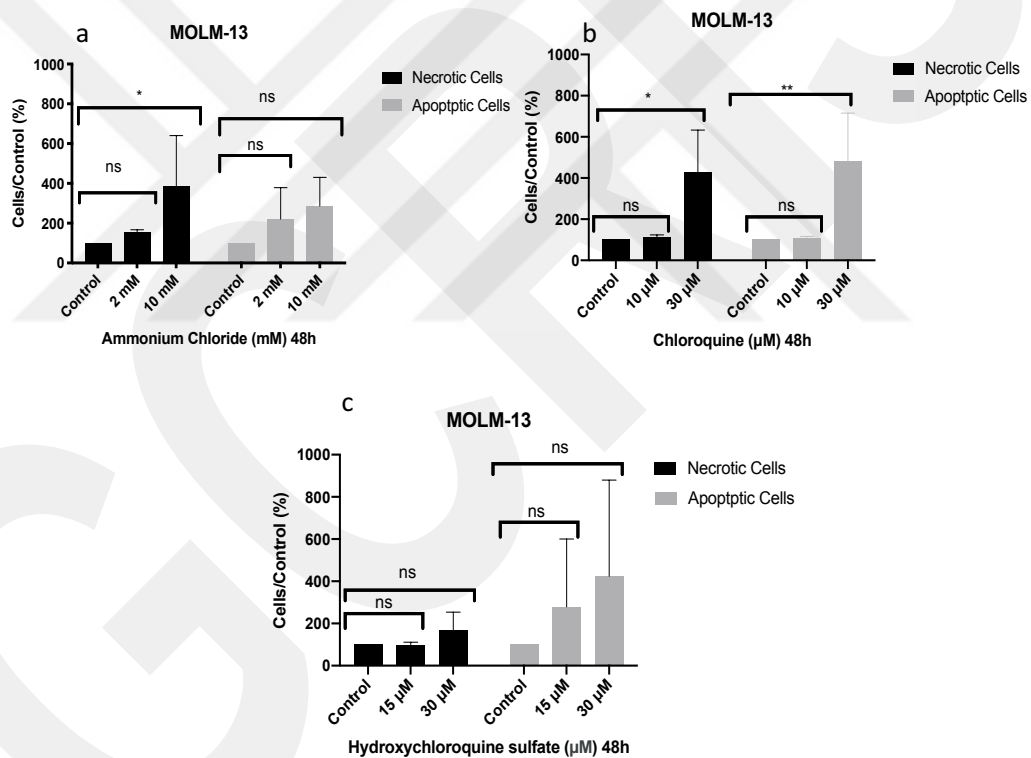 a
MOLM-13
Necrotic Cells
Apoptptic Cells
Cells/Control (%)
1000
800
600
400
200
0
*
ns
ns
ns
Control
2 mM
10 mM
Control
2 mM
10 mM
Ammonium Chloride (mM) 48h
b
MOLM-13
Necrotic Cells
Apoptptic Cells
Cells/Control (%)
1000
800
600
400
200
0
*
**
ns
ns
Control
10 µM
30 µM
Control
10 µM
30 µM
Chloroquine (µM) 48h
c
MOLM-13
Necrotic Cells
Apoptptic Cells
Cells/Control (%)
1000
800
600
400
200
0
ns
ns
ns
ns
Control
15 µM
30 µM
Control
15 µM
30 µM
Hydroxychloroquine sulfate (µM) 48h